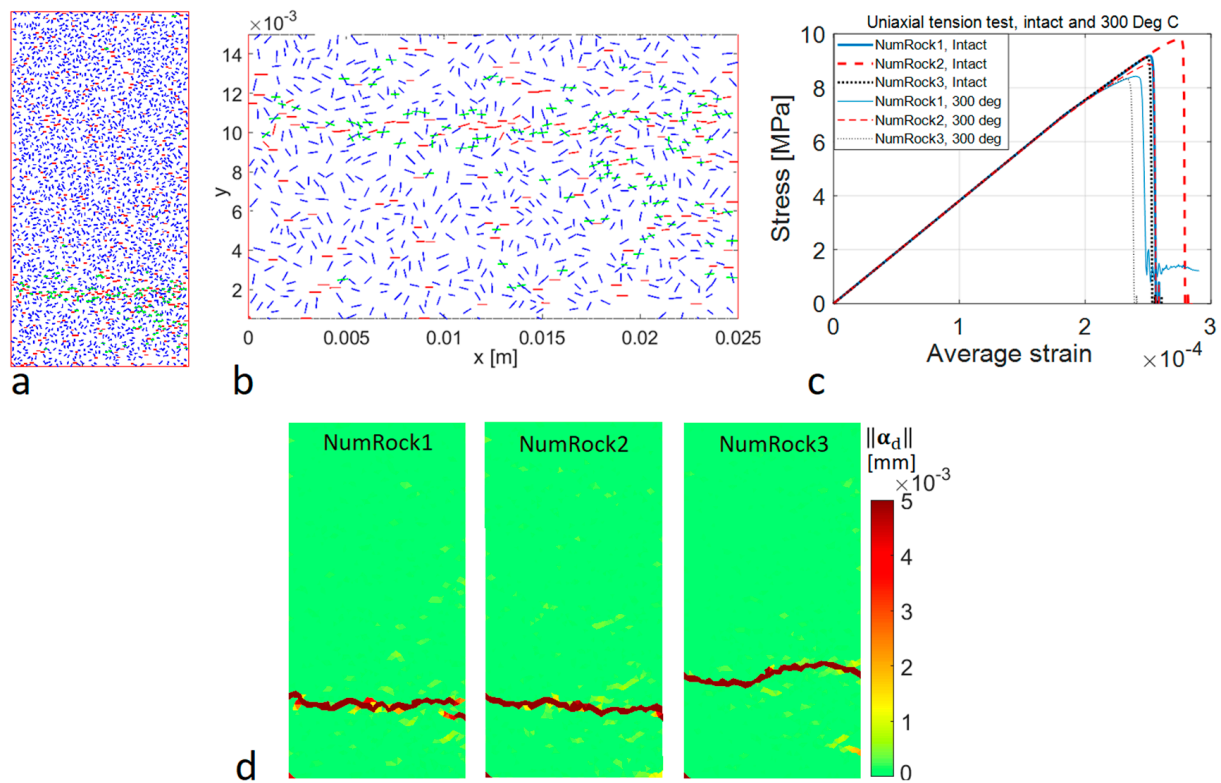 a
×10⁻³
14
12
10
8
6
4
2
y
0
0.005
0.01
0.015
0.02
0.025
x [m]
b
Uniaxial tension test, intact and 300 Deg C
NumRock1, Intact
NumRock2, Intact
NumRock3, Intact
NumRock1, 300 deg
NumRock2, 300 deg
NumRock3, 300 deg
10
8
6
4
2
0
Stress [MPa]
0
1
2
3
Average strain
×10⁻⁴
c
NumRock1
NumRock2
NumRock3
‖α_d‖
[mm]
×10⁻³
5
4
3
2
1
0
d